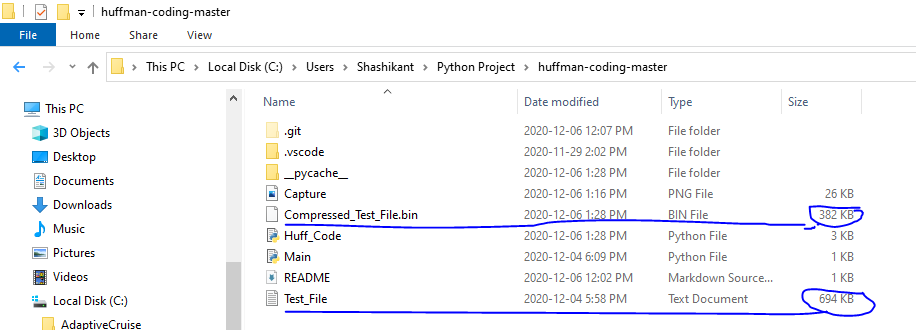 huffman-coding-master
File Home Share View
This PC Local Disk (C:) Users Shashikant Python Project huffman-coding-master
This PC
3D Objects
Desktop
Documents
Downloads
Music
Pictures
Videos
Local Disk (C:)
AdaptiveCruise
Name Date modified Type Size
.git 2020-12-06 12:07 PM File folder
.vscode 2020-11-29 2:02 PM File folder
__pycache__ 2020-12-06 1:28 PM File folder
Capture 2020-12-06 1:16 PM PNG File 26 KB
Compressed_Test_File.bin 2020-12-06 1:28 PM BIN File 382 KB
Huff_Code 2020-12-06 1:28 PM Python File 3 KB
Main 2020-12-04 6:09 PM Python File 1 KB
README 2020-12-06 12:02 PM Markdown Source... 1 KB
Test_File 2020-12-04 5:58 PM Text Document 694 KB